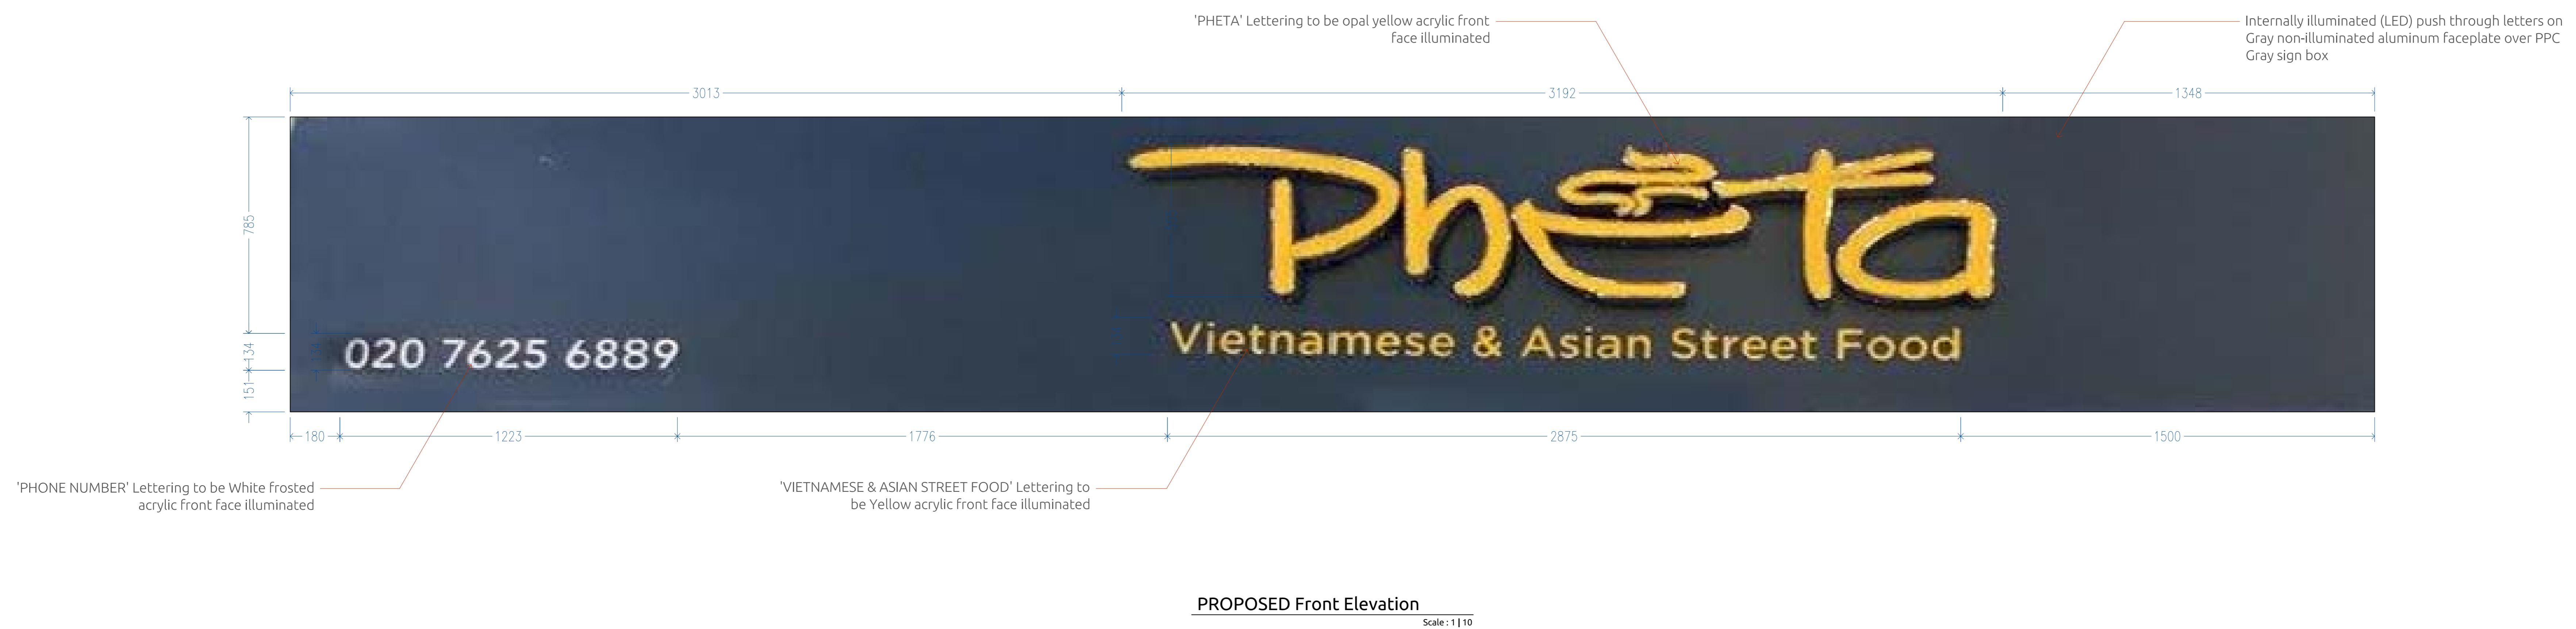 'PHETA' Lettering to be opal yellow acrylic front
face illuminated
Internally illuminated (LED) push through letters on
Gray non-illuminated aluminum faceplate over PPC
Gray sign box
3013
3192
1348
785
134
151
Pheta
Vietnamese & Asian Street Food
020 7625 6889
180
1223
1776
2875
1500
'PHONE NUMBER' Lettering to be White frosted
acrylic front face illuminated
'VIETNAMESE & ASIAN STREET FOOD' Lettering to
be Yellow acrylic front face illuminated
PROPOSED Front Elevation
Scale : 1 | 10